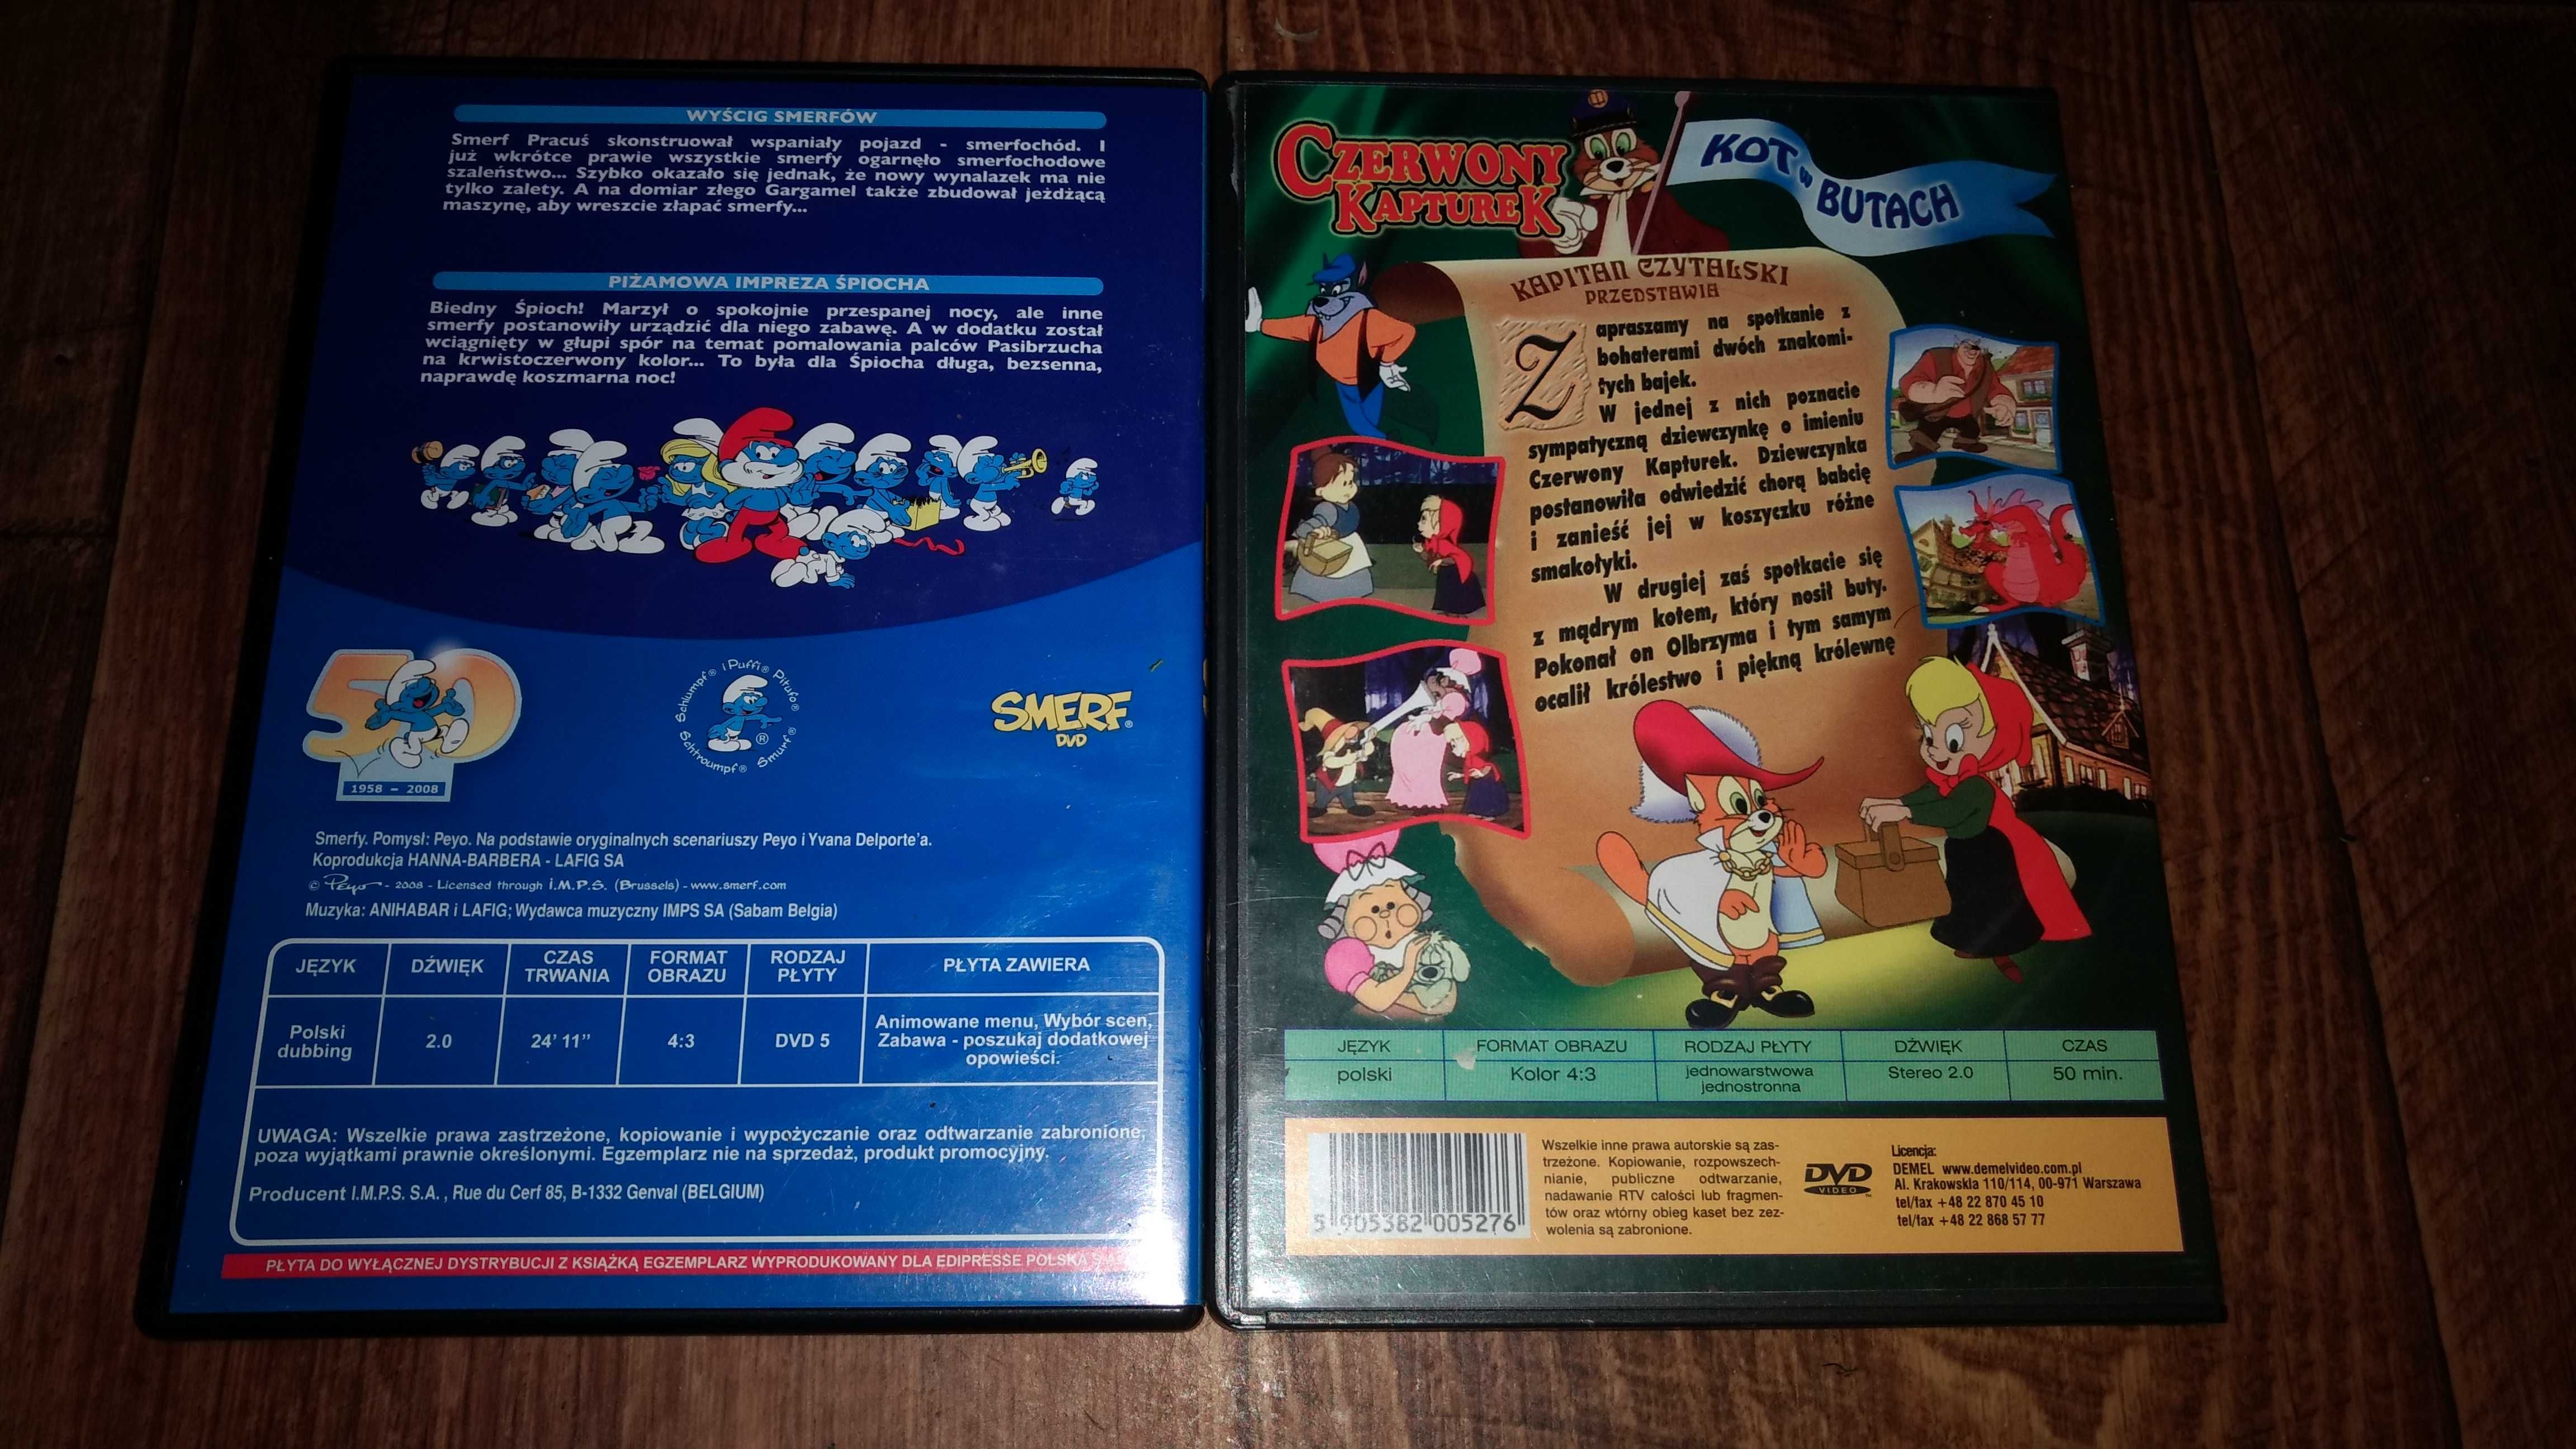 WYŚCIG SMERFÓW
Smerf Pracuś skonstruował wspaniały pojazd - smerfochód. I
już wkrótce prawie wszystkie smerfy ogarnęło smerfochodowe
szaleństwo... Szybko okazało się jednak, że nowy wynalazek ma nie
tylko zalety. A na domiar złego Gargamel także zbudował jeżdżącą
maszynę, aby wreszcie złapać smerfy...
PIŻAMOWA IMPREZA ŚPIOCHA
Biedny Śpioch! Marzył o spokojnie przespanej nocy, ale inne
smerfy postanowiły urządzić dla niego zabawę. A w dodatku został
wciągnięty w głupi spór na temat pomalowania palców Pasibrzucha
na krwistoczerwony kolor... To była dla Śpiocha długa, bezsenna,
naprawdę koszmarna noc!
50
1958 - 2008
Schlumpf® i Puffi® Pitufo®
Schtroumpf® Smurf®
®
SMERF®
DVD
Smerfy. Pomysł: Peyo. Na podstawie oryginalnych scenariuszy Peyo i Yvana Delporte'a.
Koprodukcja HANNA-BARBERA - LAFIG SA
© Peyo - 2008 - Licensed through I.M.P.S. (Brussels) - www.smerf.com
Muzyka: ANIHABAR i LAFIG; Wydawca muzyczny IMPS SA (Sabam Belgia)
JĘZYK DŹWIĘK CZAS TRWANIA FORMAT OBRAZU RODZAJ PŁYTY PŁYTA ZAWIERA
Polski dubbing 2.0 24' 11" 4:3 DVD 5 Animowane menu, Wybór scen,
Zabawa - poszukaj dodatkowej
opowieści.
UWAGA: Wszelkie prawa zastrzeżone, kopiowanie i wypożyczanie oraz odtwarzanie zabronione,
poza wyjątkami prawnie określonymi. Egzemplarz nie na sprzedaż, produkt promocyjny.
Producent I.M.P.S. S.A. , Rue du Cerf 85, B-1332 Genval (BELGIUM)
PŁYTA DO WYŁĄCZNEJ DYSTRYBUCJI Z KSIĄŻKĄ EGZEMPLARZ WYPRODUKOWANY DLA EDIPRESSE POLSKA
CZERWONY
KAPTUREK
KOT w BUTACH
KAPITAN CZYTALSKI
PRZEDSTAWIA
Zapraszamy na spotkanie z
bohaterami dwóch znakomi-
tych bajek.
W jednej z nich poznacie
sympatyczną dziewczynkę o imieniu
Czerwony Kapturek. Dziewczynka
postanowiła odwiedzić chorą babcię
i zanieść jej w koszyczku różne
smakołyki.
W drugiej zaś spotkacie się
z mądrym kotem, który nosił buty.
Pokonał on Olbrzyma i tym samym
ocalił królestwo i piękną królewnę
JĘZYK FORMAT OBRAZU RODZAJ PŁYTY DŹWIĘK CZAS
polski Kolor 4:3 jednowarstwowa jednostronna Stereo 2.0 50 min.
5 905382 005276
Wszelkie inne prawa autorskie są zas-
trzeżone. Kopiowanie, rozpowszech-
nianie, publiczne odtwarzanie,
nadawanie RTV całości lub fragmen-
tów oraz wtórny obieg kaset bez zez-
wolenia są zabronione.
DVD
VIDEO
Licencja:
DEMEL www.demelvideo.com.pl
Al. Krakowskla 110/114, 00-971 Warszawa
tel/fax +48 22 870 45 10
tel/fax +48 22 868 57 77